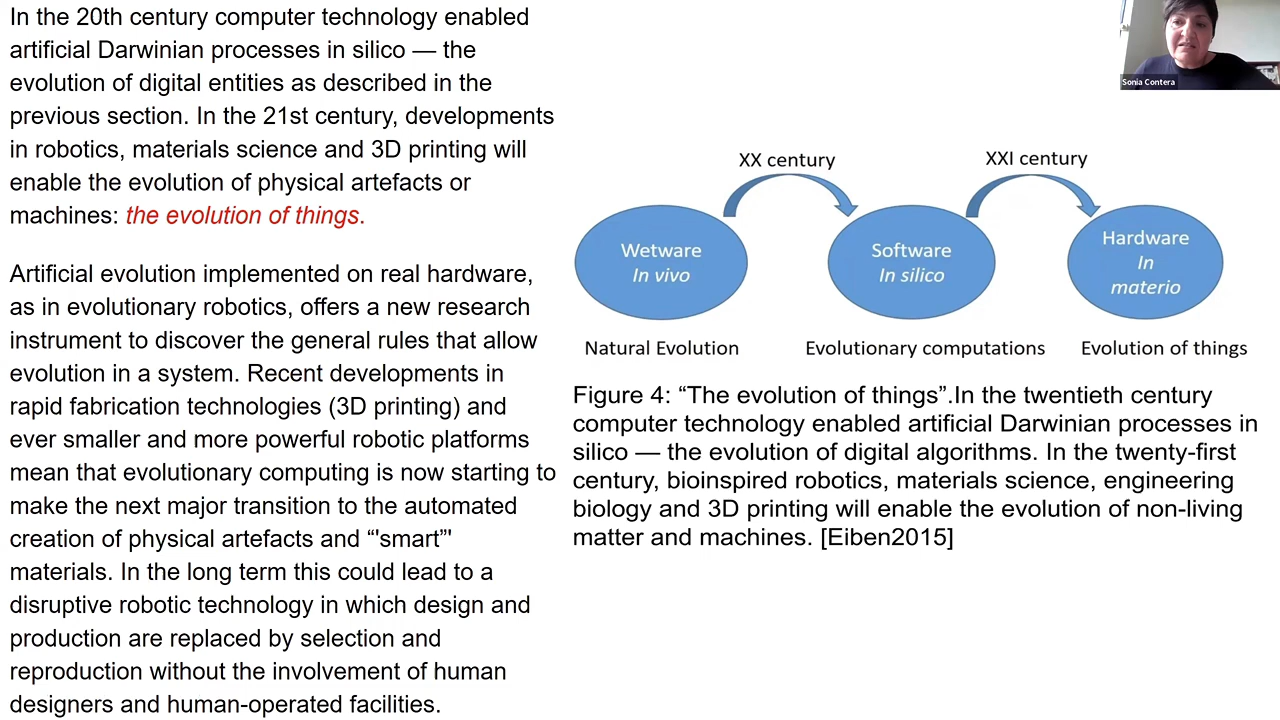 In the 20th century computer technology enabled
artificial Darwinian processes in silico — the
evolution of digital entities as described in the
previous section. In the 21st century, developments
in robotics, materials science and 3D printing will
enable the evolution of physical artefacts or
machines: the evolution of things.
Artificial evolution implemented on real hardware,
as in evolutionary robotics, offers a new research
instrument to discover the general rules that allow
evolution in a system. Recent developments in
rapid fabrication technologies (3D printing) and
ever smaller and more powerful robotic platforms
mean that evolutionary computing is now starting to
make the next major transition to the automated
creation of physical artefacts and “'smart”'
materials. In the long term this could lead to a
disruptive robotic technology in which design and
production are replaced by selection and
reproduction without the involvement of human
designers and human-operated facilities.
Sonia Contera
XX century
XXI century
Wetware
In vivo
Software
In silico
Hardware
In
materio
Natural Evolution
Evolutionary computations
Evolution of things
Figure 4: “The evolution of things”.In the twentieth century
computer technology enabled artificial Darwinian processes in
silico — the evolution of digital algorithms. In the twenty-first
century, bioinspired robotics, materials science, engineering
biology and 3D printing will enable the evolution of non-living
matter and machines. [Eiben2015]